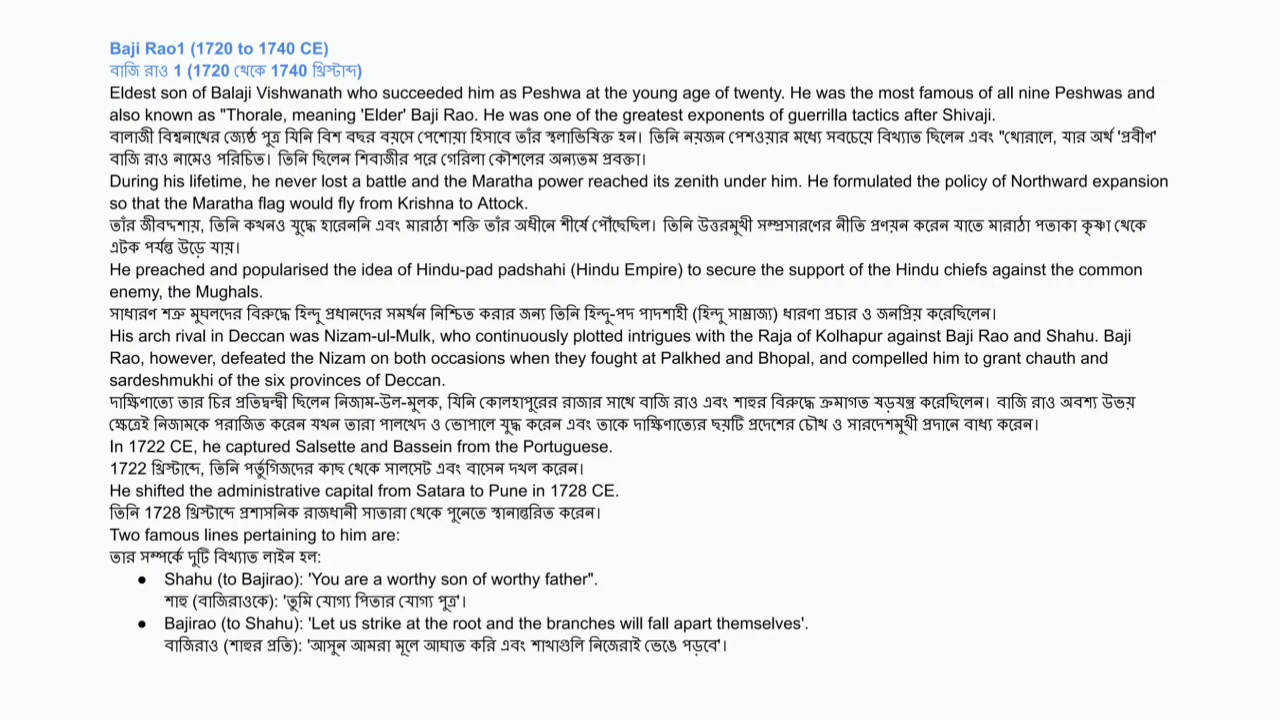 Baji Rao1 (1720 to 1740 CE)
বাজি রাও 1 (1720 থেকে 1740 খ্রিস্টাব্দ)
Eldest son of Balaji Vishwanath who succeeded him as Peshwa at the young age of twenty. He was the most famous of all nine Peshwas and
also known as "Thorale, meaning 'Elder' Baji Rao. He was one of the greatest exponents of guerrilla tactics after Shivaji.
বালাজী বিশ্বনাথের জ্যেষ্ঠ পুত্র যিনি বিশ বছর বয়সে পেশোয়া হিসাবে তাঁর স্থলাভিষিক্ত হন। তিনি নয়জন পেশওয়ার মধ্যে সবচেয়ে বিখ্যাত ছিলেন এবং "থোরালে, যার অর্থ 'প্রবীণ'
বাজি রাও নামেও পরিচিত। তিনি ছিলেন শিবাজীর পরে গেরিলা কৌশলের অন্যতম প্রবক্তা।
During his lifetime, he never lost a battle and the Maratha power reached its zenith under him. He formulated the policy of Northward expansion
so that the Maratha flag would fly from Krishna to Attock.
তাঁর জীবদ্দশায়, তিনি কখনও যুদ্ধে হারেননি এবং মারাঠা শক্তি তাঁর অধীনে শীর্ষে পৌঁছেছিল। তিনি উত্তরমুখী সম্প্রসারণের নীতি প্রণয়ন করেন যাতে মারাঠা পতাকা কৃষ্ণা থেকে
এটক পর্যন্ত উড়ে যায়।
He preached and popularised the idea of Hindu-pad padshahi (Hindu Empire) to secure the support of the Hindu chiefs against the common
enemy, the Mughals.
সাধারণ শত্রু মুঘলদের বিরুদ্ধে হিন্দু প্রধানদের সমর্থন নিশ্চিত করার জন্য তিনি হিন্দু-পদ পাদশাহী (হিন্দু সাম্রাজ্য) ধারণা প্রচার ও জনপ্রিয় করেছিলেন।
His arch rival in Deccan was Nizam-ul-Mulk, who continuously plotted intrigues with the Raja of Kolhapur against Baji Rao and Shahu. Baji
Rao, however, defeated the Nizam on both occasions when they fought at Palkhed and Bhopal, and compelled him to grant chauth and
sardeshmukhi of the six provinces of Deccan.
দাক্ষিণাত্যে তার চির প্রতিদ্বন্দ্বী ছিলেন নিজাম-উল-মুলক, যিনি কোলহাপুরের রাজার সাথে বাজি রাও এবং শাহুর বিরুদ্ধে ক্রমাগত ষড়যন্ত্র করেছিলেন। বাজি রাও অবশ্য উভয়
ক্ষেত্রেই নিজামকে পরাজিত করেন যখন তারা পালখেদ ও ভোপালে যুদ্ধ করেন এবং তাকে দাক্ষিণাত্যের ছয়টি প্রদেশের চৌথ ও সারদেশমুখী প্রদানে বাধ্য করেন।
In 1722 CE, he captured Salsette and Bassein from the Portuguese.
1722 খ্রিস্টাব্দে, তিনি পর্তুগিজদের কাছ থেকে সালসেট এবং বাসেন দখল করেন।
He shifted the administrative capital from Satara to Pune in 1728 CE.
তিনি 1728 খ্রিস্টাব্দে প্রশাসনিক রাজধানী সাতারা থেকে পুনেতে স্থানান্তরিত করেন।
Two famous lines pertaining to him are:
তার সম্পর্কে দুটি বিখ্যাত লাইন হল:
● Shahu (to Bajirao): 'You are a worthy son of worthy father".
শাহু (বাজিরাওকে): 'তুমি যোগ্য পিতার যোগ্য পুত্র'।
● Bajirao (to Shahu): 'Let us strike at the root and the branches will fall apart themselves'.
বাজিরাও (শাহুর প্রতি): 'আসুন আমরা মূলে আঘাত করি এবং শাখাগুলি নিজেরাই ভেঙে পড়বে'।